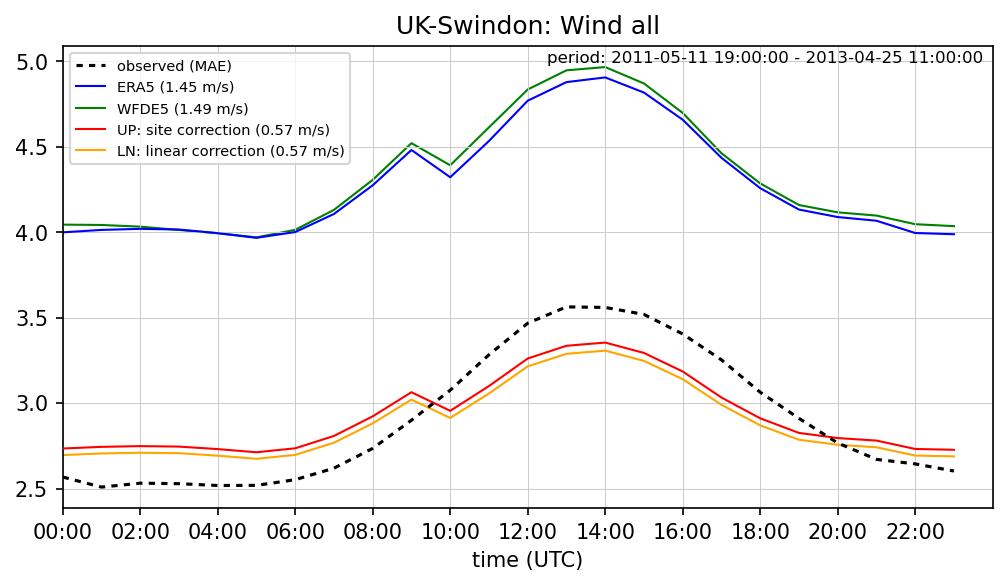 UK-Swindon: Wind all
period: 2011-05-11 19:00:00 - 2013-04-25 11:00:00
observed (MAE)
ERA5 (1.45 m/s)
WFDE5 (1.49 m/s)
UP: site correction (0.57 m/s)
LN: linear correction (0.57 m/s)
5.0
4.5
4.0
3.5
3.0
2.5
00:00 02:00 04:00 06:00 08:00 10:00 12:00 14:00 16:00 18:00 20:00 22:00
time (UTC)